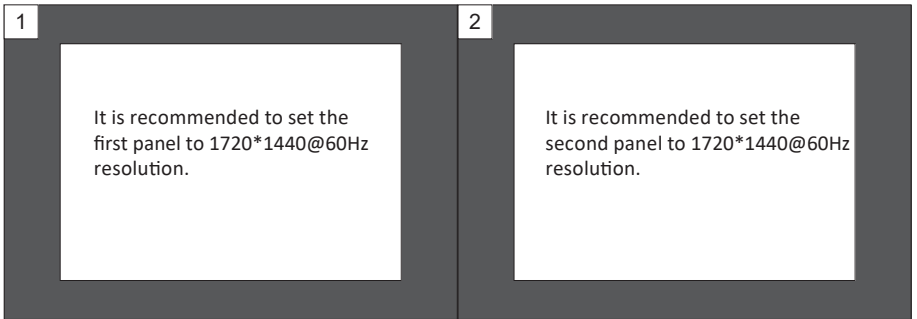 1
It is recommended to set the
first panel to 1720*1440@60Hz
resolution.
2
It is recommended to set the
second panel to 1720*1440@60Hz
resolution.